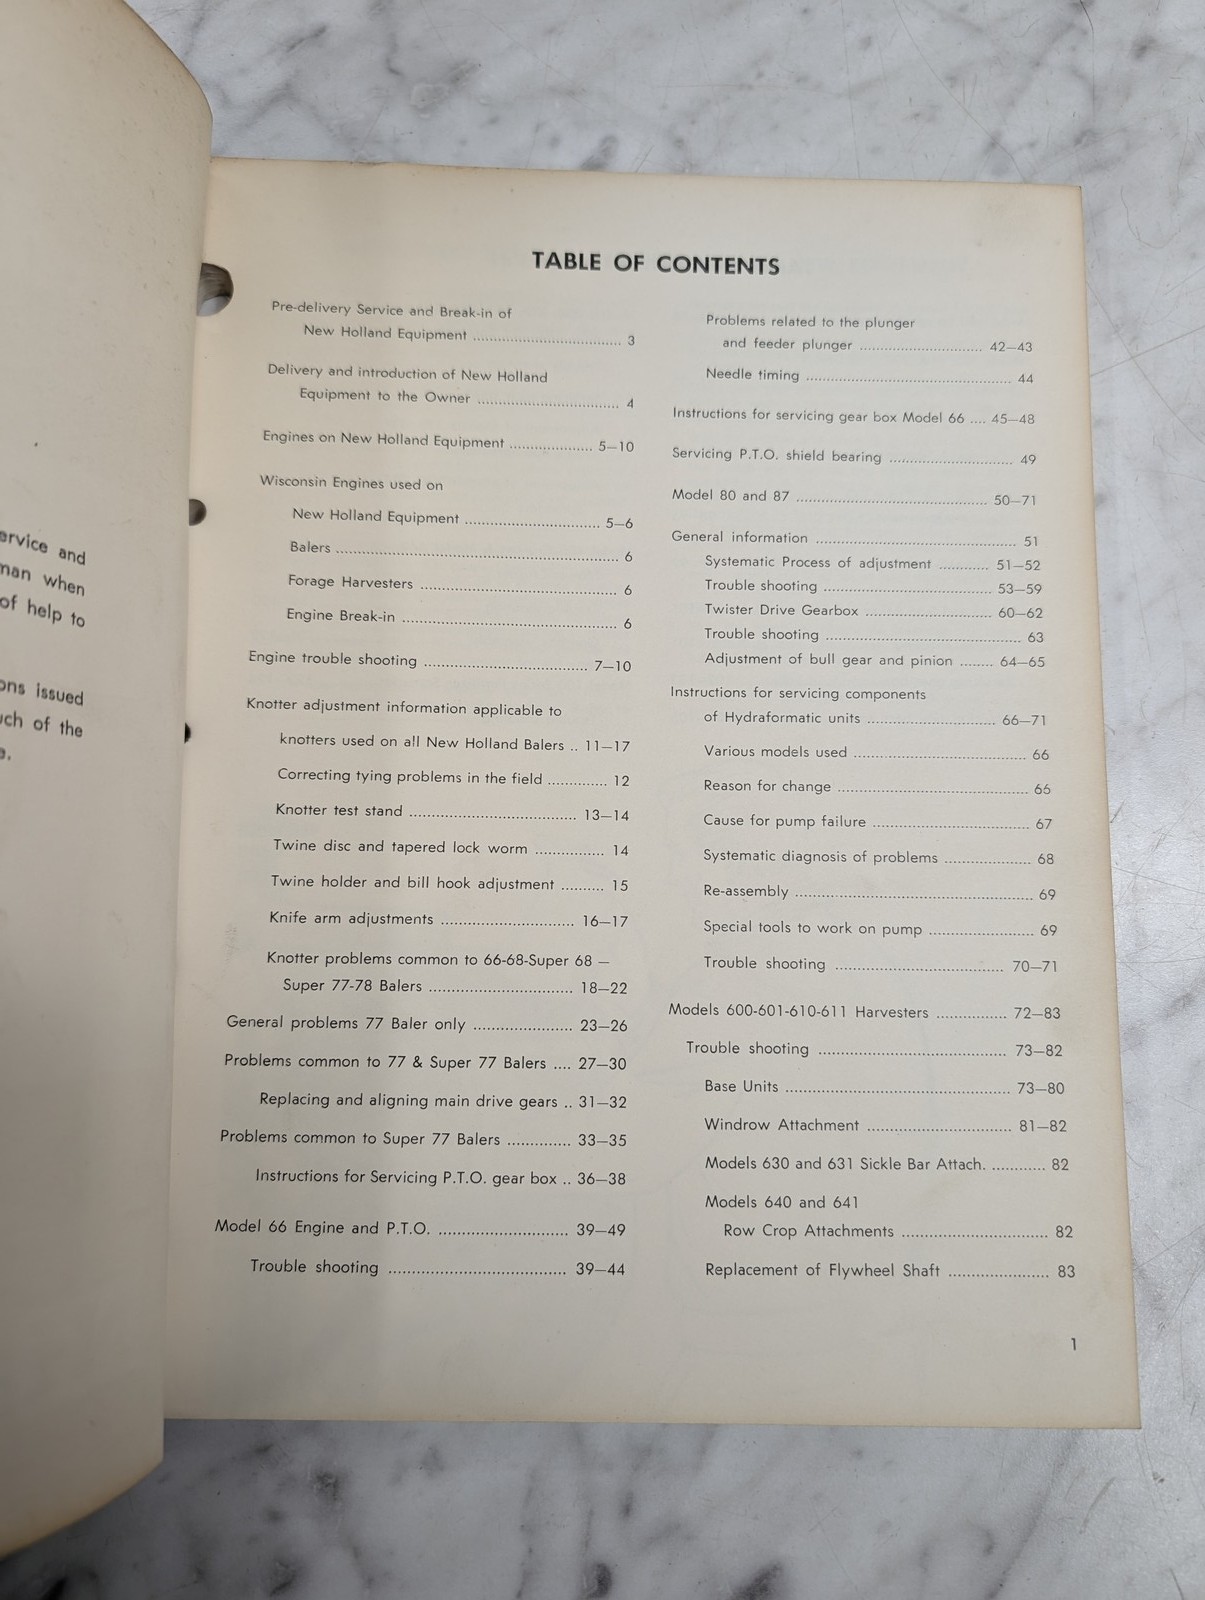 ervice and
man when
of help to
ons issued
uch of the
e.
TABLE OF CONTENTS
Pre-delivery Service and Break-in of
New Holland Equipment .................................... 3
Delivery and introduction of New Holland
Equipment to the Owner .................................. 4
Engines on New Holland Equipment .................... 5—10
Wisconsin Engines used on
New Holland Equipment ................................. 5—6
Balers ...................................................................... 6
Forage Harvesters ................................................ 6
Engine Break-in .................................................... 6
Engine trouble shooting ........................................ 7—10
Knotter adjustment information applicable to
knotters used on all New Holland Balers .. 11—17
Correcting tying problems in the field .............. 12
Knotter test stand ......................................... 13—14
Twine disc and tapered lock worm ................ 14
Twine holder and bill hook adjustment .......... 15
Knife arm adjustments ................................ 16—17
Knotter problems common to 66-68-Super 68 —
Super 77-78 Balers .................................. 18—22
General problems 77 Baler only ...................... 23—26
Problems common to 77 & Super 77 Balers .... 27—30
Replacing and aligning main drive gears .. 31—32
Problems common to Super 77 Balers .............. 33—35
Instructions for Servicing P.T.O. gear box .. 36—38
Model 66 Engine and P.T.O. ............................. 39—49
Trouble shooting ........................................ 39—44
Problems related to the plunger
and feeder plunger ............................. 42—43
Needle timing ................................................. 44
Instructions for servicing gear box Model 66 .... 45—48
Servicing P.T.O. shield bearing .............................. 49
Model 80 and 87 .............................................. 50—71
General information ................................................ 51
Systematic Process of adjustment ............ 51—52
Trouble shooting ........................................ 53—59
Twister Drive Gearbox .............................. 60—62
Trouble shooting .............................................. 63
Adjustment of bull gear and pinion ........ 64—65
Instructions for servicing components
of Hydraformatic units .............................. 66—71
Various models used ........................................ 66
Reason for change ............................................ 66
Cause for pump failure ..................................... 67
Systematic diagnosis of problems ..................... 68
Re-assembly ......................................................... 69
Special tools to work on pump ......................... 69
Trouble shooting ........................................ 70—71
Models 600-601-610-611 Harvesters ................ 72—83
Trouble shooting ............................................ 73—82
Base Units ..................................................... 73—80
Windrow Attachment .................................. 81—82
Models 630 and 631 Sickle Bar Attach. ............ 82
Models 640 and 641
Row Crop Attachments .................................. 82
Replacement of Flywheel Shaft ....................... 83
1